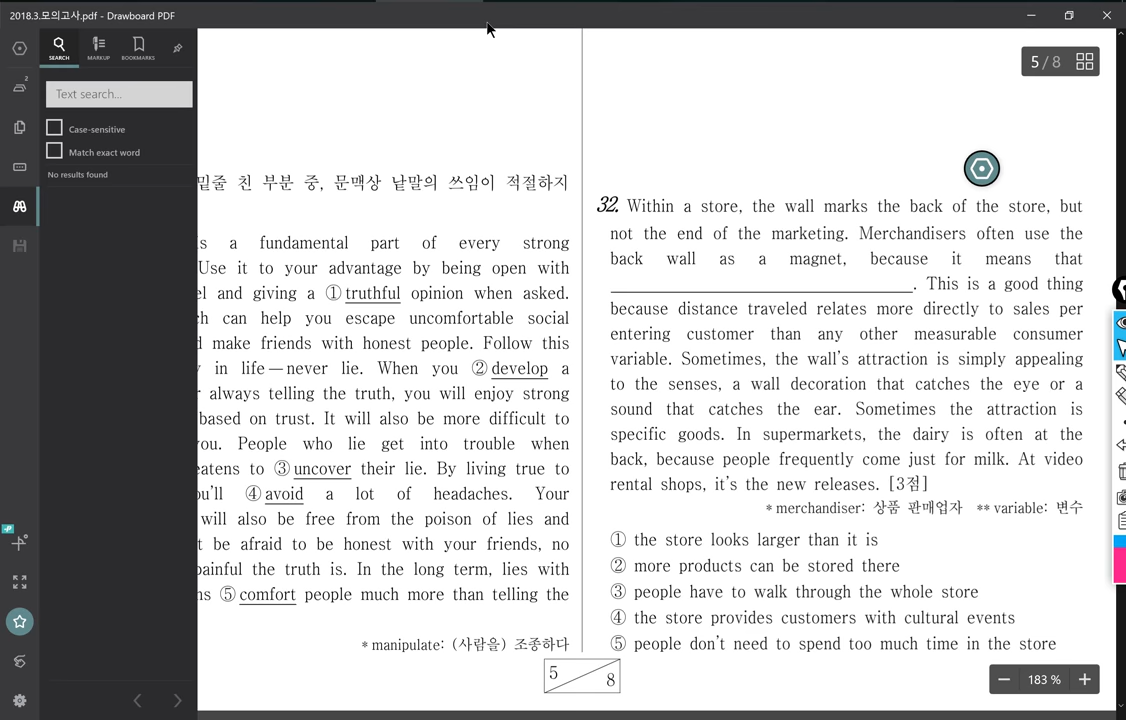 2018.3.모의고사.pdf - Drawboard PDF
SEARCH
MARKUP
BOOKMARKS
2
Text search...
Case-sensitive
Match exact word
No results found
5 / 8
밑줄 친 부분 중, 문맥상 낱말의 쓰임이 적절하지
is a fundamental part of every strong
Use it to your advantage by being open with
and giving a ① truthful opinion when asked.
can help you escape uncomfortable social
make friends with honest people. Follow this
in life — never lie. When you ② develop a
always telling the truth, you will enjoy strong
based on trust. It will also be more difficult to
you. People who lie get into trouble when
to ③ uncover their lie. By living true to
you'll ④ avoid a lot of headaches. Your
will also be free from the poison of lies and
be afraid to be honest with your friends, no
painful the truth is. In the long term, lies with
⑤ comfort people much more than telling the
* manipulate: (사람을) 조종하다
32. Within a store, the wall marks the back of the store, but
not the end of the marketing. Merchandisers often use the
back wall as a magnet, because it means that
. This is a good thing
because distance traveled relates more directly to sales per
entering customer than any other measurable consumer
variable. Sometimes, the wall's attraction is simply appealing
to the senses, a wall decoration that catches the eye or a
sound that catches the ear. Sometimes the attraction is
specific goods. In supermarkets, the dairy is often at the
back, because people frequently come just for milk. At video
rental shops, it's the new releases. [3점]
* merchandiser: 상품 판매업자 ** variable: 변수
① the store looks larger than it is
② more products can be stored there
③ people have to walk through the whole store
④ the store provides customers with cultural events
⑤ people don't need to spend too much time in the store
5
8
183 %